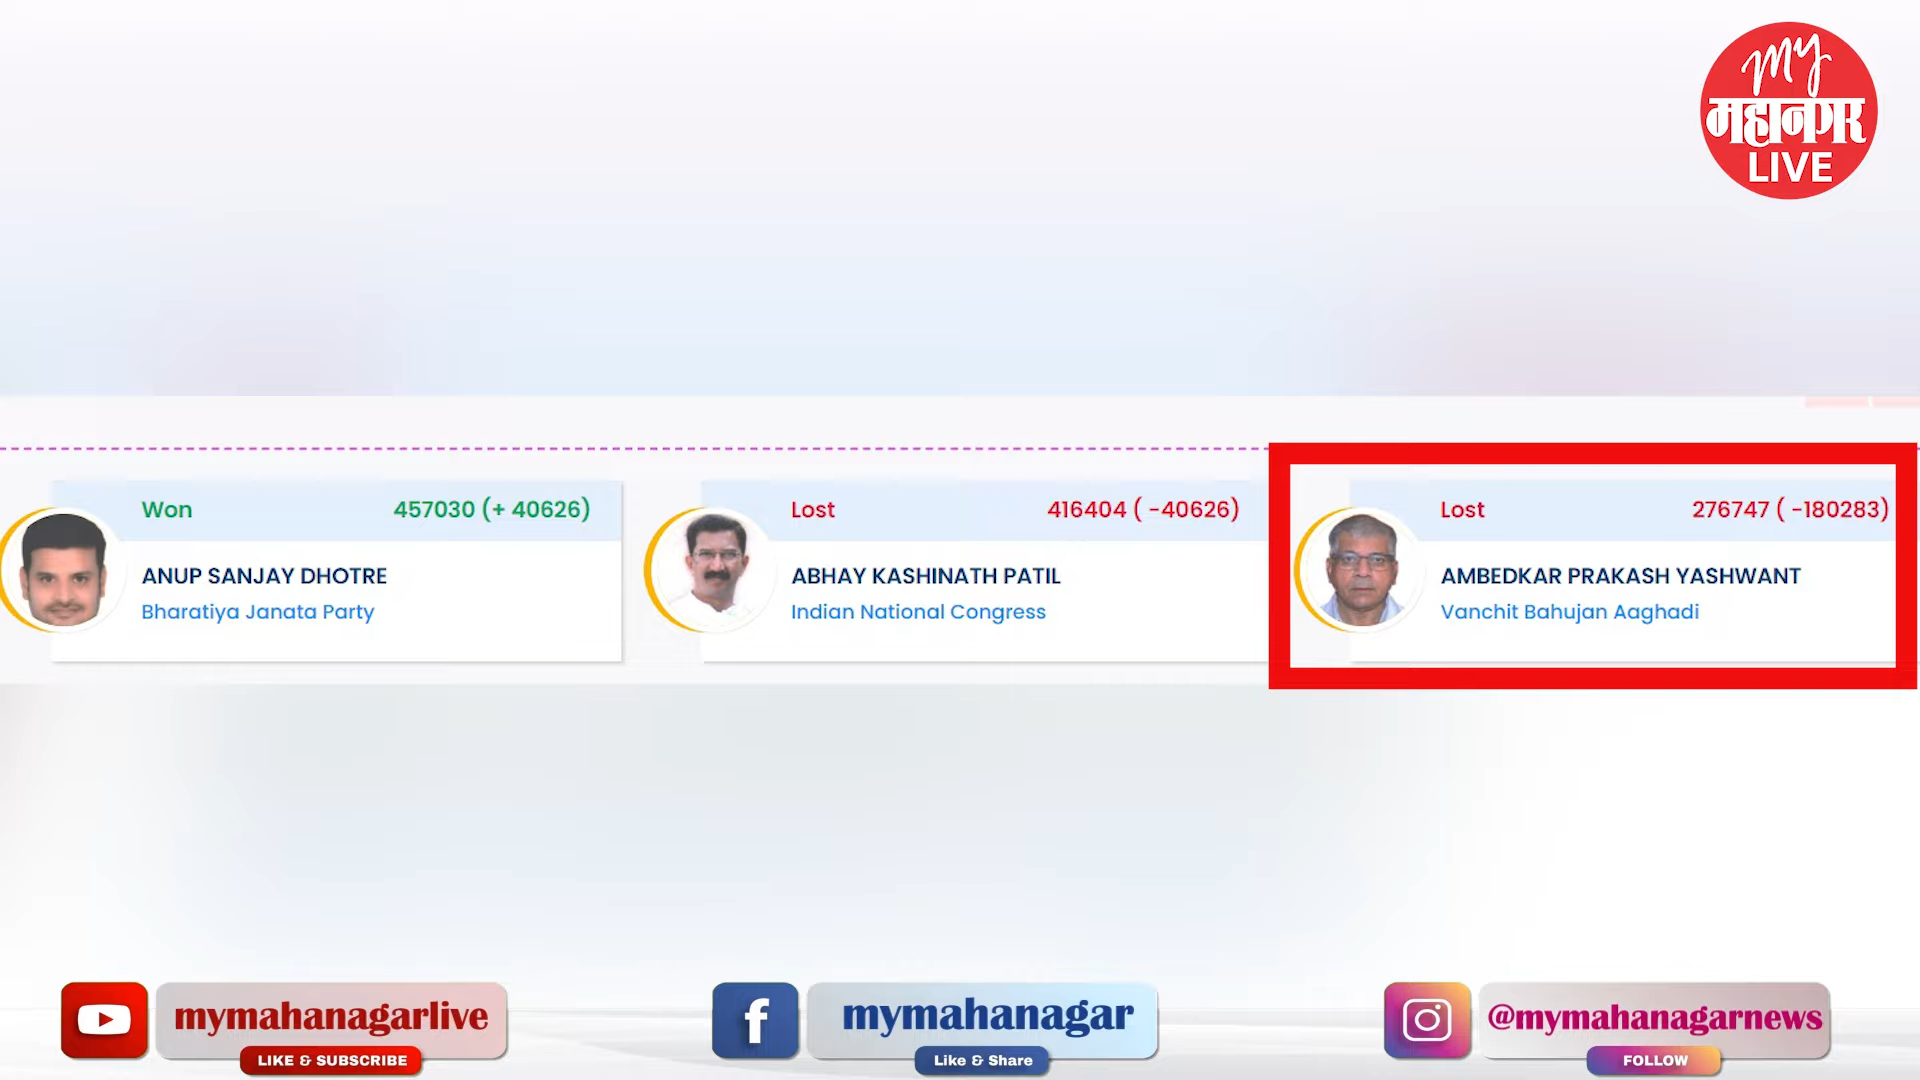 my
महानगर
LIVE
Won 457030 (+ 40626)
ANUP SANJAY DHOTRE
Bharatiya Janata Party
Lost 416404 ( -40626)
ABHAY KASHINATH PATIL
Indian National Congress
Lost 276747 ( -180283)
AMBEDKAR PRAKASH YASHWANT
Vanchit Bahujan Aaghadi
mymahanagarlive
LIKE & SUBSCRIBE
f
mymahanagar
Like & Share
@mymahanagarnews
FOLLOW